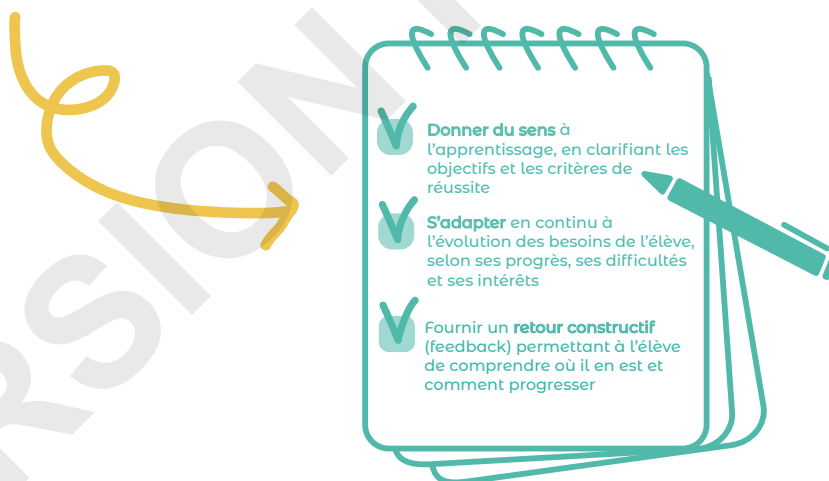 Donner du sens à
l'apprentissage, en clarifiant les
objectifs et les critères de
réussite
S'adapter en continu à
l'évolution des besoins de l'élève,
selon ses progrès, ses difficultés
et ses intérêts
Fournir un retour constructif
(feedback) permettant à l'élève
de comprendre où il en est et
comment progresser